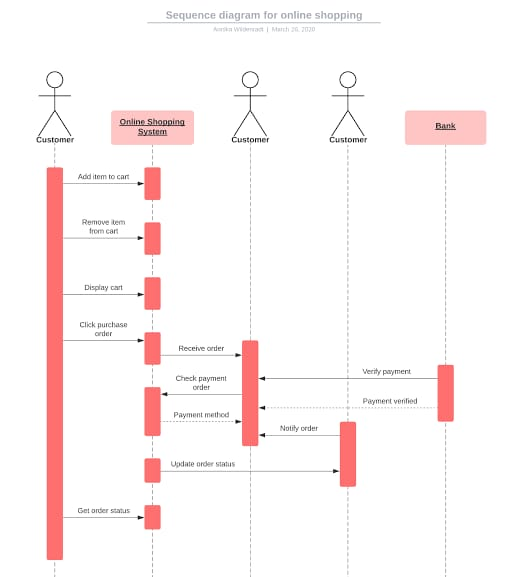 Sequence diagram for online shopping
Annika Wildenradt | March 26, 2020
Online Shopping
System
Bank
Customer
Customer
Customer
Add item to cart
Remove item
from cart
Display cart
Click purchase
order
Receive order
Verify payment
Check payment
order
Payment verified
Payment method
Notify order
Update order status
Get order status